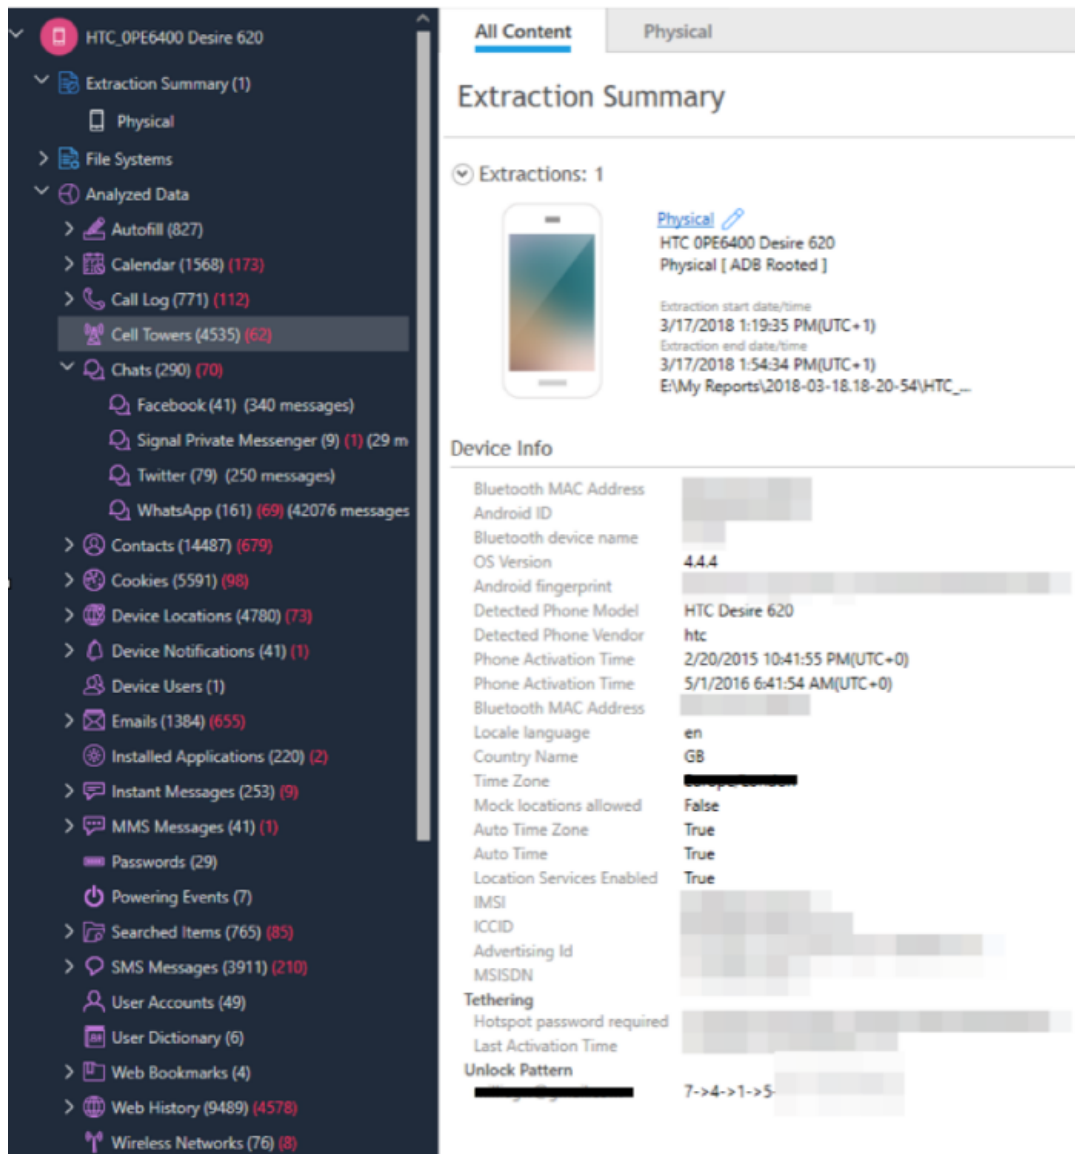 HTC_0PE6400 Desire 620
Extraction Summary (1)
Physical
File Systems
Analyzed Data
Autofill (827)
Calendar (1568) (173)
Call Log (771) (112)
Cell Towers (4535) (62)
Chats (290) (70)
Facebook (41) (340 messages)
Signal Private Messenger (9) (1) (29 m
Twitter (79) (250 messages)
WhatsApp (161) (69) (42076 messages
Contacts (14487) (679)
Cookies (5591) (98)
Device Locations (4780) (73)
Device Notifications (41) (1)
Device Users (1)
Emails (1384) (655)
Installed Applications (220) (2)
Instant Messages (253) (9)
MMS Messages (41) (1)
Passwords (29)
Powering Events (7)
Searched Items (765) (85)
SMS Messages (3911) (210)
User Accounts (49)
User Dictionary (6)
Web Bookmarks (4)
Web History (9489) (4578)
Wireless Networks (76) (8)
All Content Physical
Extraction Summary
Extractions: 1
Physical
HTC 0PE6400 Desire 620
Physical [ ADB Rooted ]
Extraction start date/time
3/17/2018 1:19:35 PM(UTC+1)
Extraction end date/time
3/17/2018 1:54:34 PM(UTC+1)
E:\My Reports\2018-03-18.18-20-54\HTC_...
Device Info
Bluetooth MAC Address
Android ID
Bluetooth device name
OS Version 4.4.4
Android fingerprint
Detected Phone Model HTC Desire 620
Detected Phone Vendor htc
Phone Activation Time 2/20/2015 10:41:55 PM(UTC+0)
Phone Activation Time 5/1/2016 6:41:54 AM(UTC+0)
Bluetooth MAC Address
Locale language en
Country Name GB
Time Zone
Mock locations allowed False
Auto Time Zone True
Auto Time True
Location Services Enabled True
IMSI
ICCID
Advertising Id
MSISDN
Tethering
Hotspot password required
Last Activation Time
Unlock Pattern
7->4->1->5-